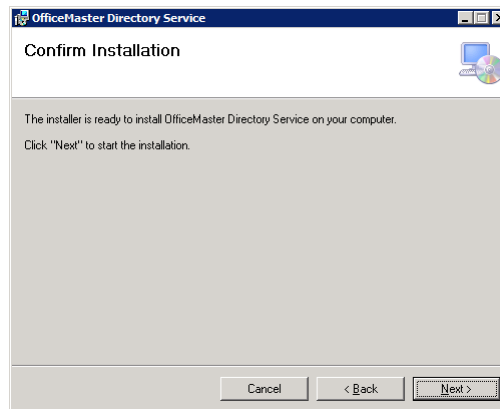 OfficeMaster Directory Service
Confirm Installation
The installer is ready to install OfficeMaster Directory Service on your computer.
Click "Next" to start the installation.
Cancel
< Back
Next >